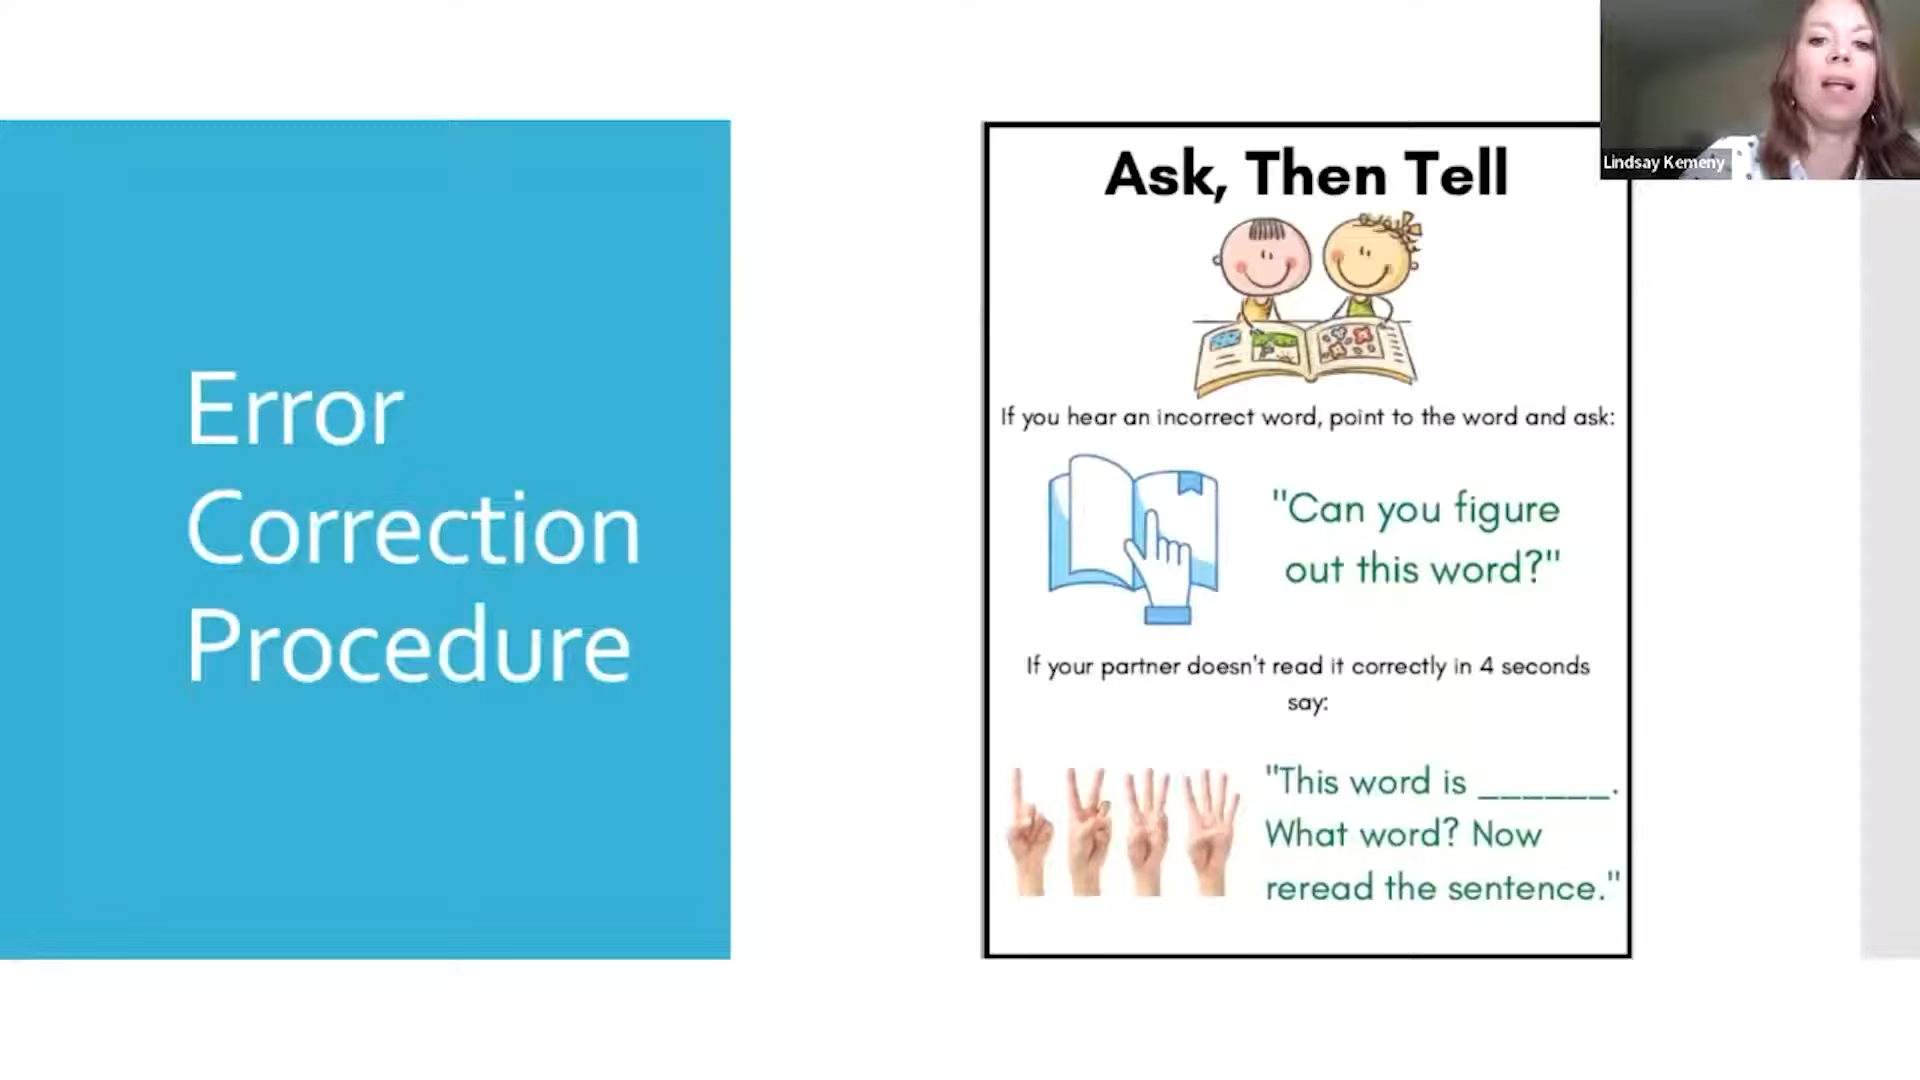 Error
Correction
Procedure
Ask, Then Tell
If you hear an incorrect word, point to the word and ask:
"Can you figure
out this word?"
If your partner doesn't read it correctly in 4 seconds
say:
"This word is ______.
What word? Now
reread the sentence."
Lindsay Kemeny